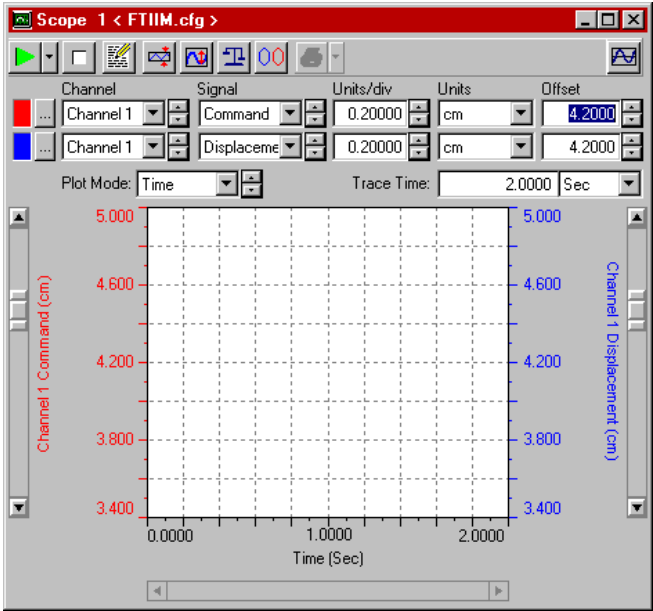 Scope 1 < FTIIM.cfg >
Channel Signal Units/div Units Offset
... Channel 1 Command 0.20000 cm 4.2000
... Channel 1 Displaceme 0.20000 cm 4.2000
Plot Mode: Time Trace Time: 2.0000 Sec
5.000 5.000
4.600 4.600
4.200 4.200
3.800 3.800
3.400 3.400
Channel 1 Command (cm)
Channel 1 Displacement (cm)
0.0000 1.0000 2.0000
Time (Sec)